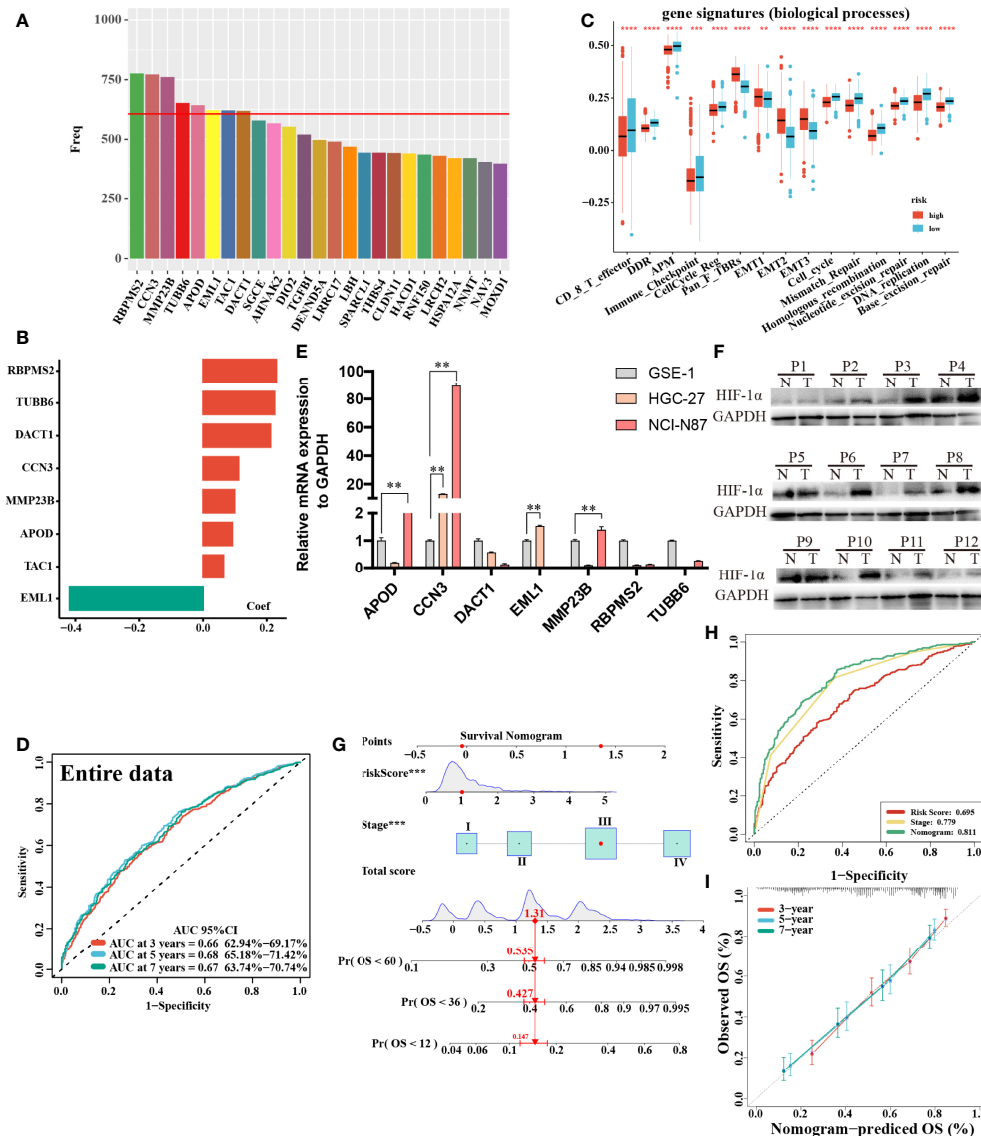 A
1000
750
500
250
0
Freq
RBPMS2
CCN3
MMP23B
TUBB6
APOD
EML1
TAC1
DACT1
SGCE
AHNAK2
DIO2
TGFBI
DENND5A
LRRC17
LBH
SPARCL1
THBS4
CLDN11
HACD1
RNF150
LRCH2
HSPA12A
NNMT
NAV3
MOXD1
C
gene signatures (biological processes)
**** **** **** *** **** **** ** **** **** **** **** **** **** **** ****
0.50
0.25
0.00
−0.25
risk
high
low
CD_8_T_effector
DDR
APM
Immune_Checkpoint
CellCycle_Reg
Pan_F_TBRs
EMT1
EMT2
EMT3
Cell_cycle
Mismatch_Repair
Homologous_recombination
Nucleotide_excision_repair
DNA_replication
Base_excision_repair
B
RBPMS2
TUBB6
DACT1
CCN3
MMP23B
APOD
TAC1
EML1
Coef
−0.4 −0.2 0.0 0.2
E
Relative mRNA expression
to GAPDH
100
80
60
40
20
2
1
0
** ** ** ** **
GSE-1
HGC-27
NCI-N87
APOD
CCN3
DACT1
EML1
MMP23B
RBPMS2
TUBB6
F
P1 P2 P3 P4
N T N T N T N T
HIF-1α
GAPDH
P5 P6 P7 P8
N T N T N T N T
HIF-1α
GAPDH
P9 P10 P11 P12
N T N T N T N T
HIF-1α
GAPDH
D
Entire data
Sensitivity
1.0
0.8
0.6
0.4
0.2
0.0
AUC 95%CI
AUC at 3 years = 0.66 62.94%−69.17%
AUC at 5 years = 0.68 65.18%−71.42%
AUC at 7 years = 0.67 63.74%−70.74%
0.0 0.2 0.4 0.6 0.8 1.0
1−Specificity
G
Survival Nomogram
Points
−0.5 0 0.5 1 1.5 2
riskScore***
0 1 2 3 4 5
Stage***
I
II
III
IV
Total score
1.31
−1 −0.5 0 0.5 1 1.5 2 2.5 3 3.5 4
0.535
Pr( OS < 60 )
0.1 0.3 0.5 0.7 0.85 0.94 0.985 0.998
0.427
Pr( OS < 36 )
0.2 0.4 0.6 0.8 0.9 0.97 0.995
0.147
Pr( OS < 12 )
0.04 0.06 0.1 0.2 0.4 0.6 0.8
H
Sensitivity
1.0
0.8
0.6
0.4
0.2
0.0
Risk Score: 0.695
Stage: 0.779
Nomogram: 0.811
0.0 0.2 0.4 0.6 0.8 1.0
1−Specificity
I
Observed OS (%)
1.0
0.8
0.6
0.4
0.2
0.0
3−year
5−year
7−year
0.0 0.2 0.4 0.6 0.8
Nomogram−prediced OS (%)